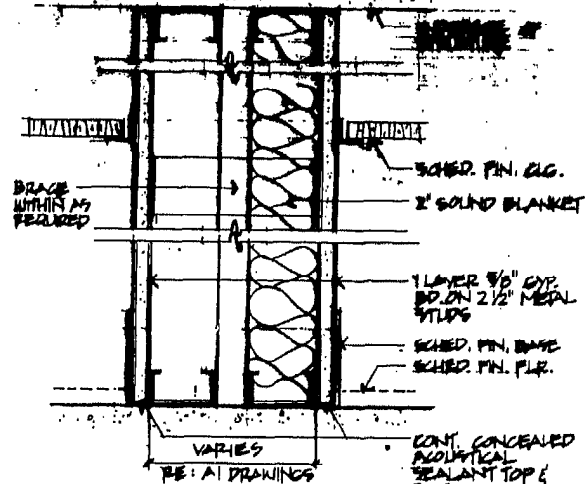 SCHED. FIN. CLG.
2" SOUND BLANKET
BRACE
WITHIN AS
REQUIRED
1 LAYER 5/8" GYP.
BD. ON 2 1/2" METAL
STUDS
SCHED. FIN. BASE
SCHED. FIN. FLR.
VARIES
RE: A1 DRAWINGS
CONT. CONCEALED
ACOUSTICAL
SEALANT TOP &